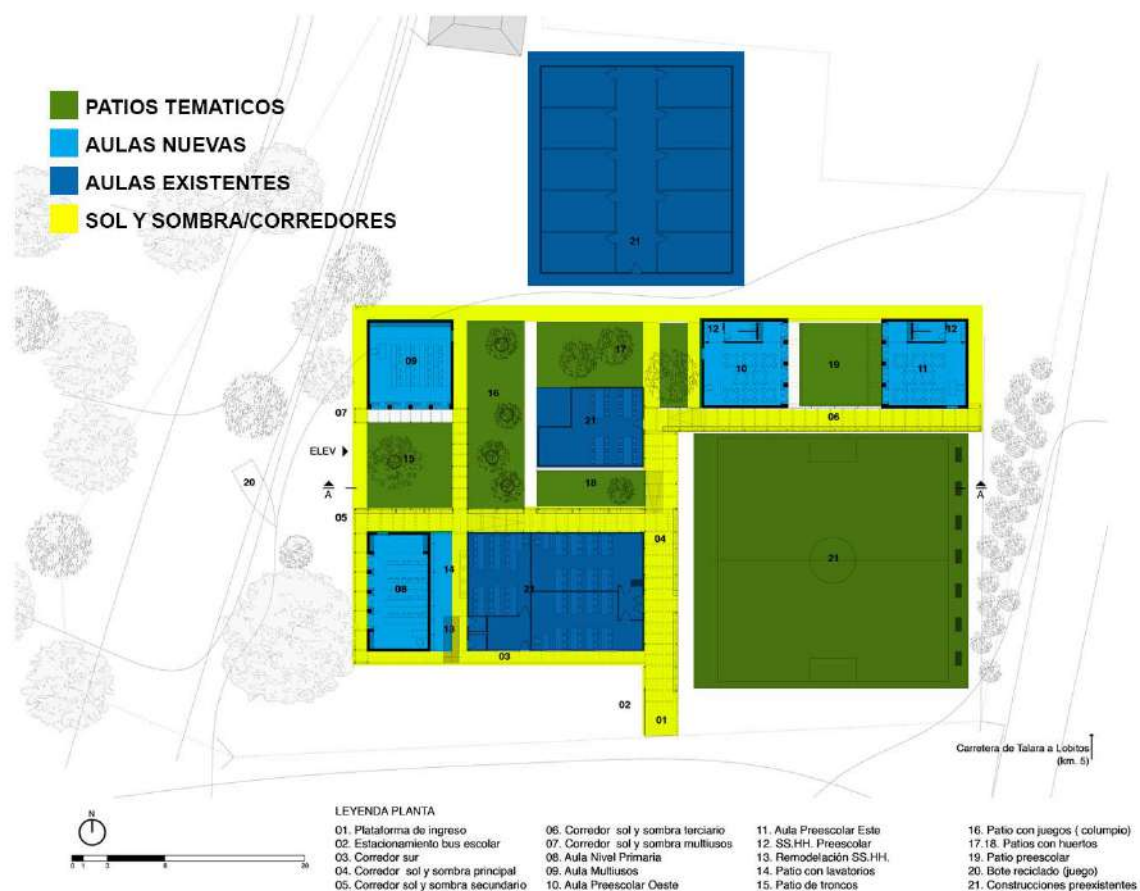 PATIOS TEMATICOS
AULAS NUEVAS
AULAS EXISTENTES
SOL Y SOMBRA/CORREDORES
21
12
12
17
09
10
19
11
16
07
21
06
ELEV
15
20
18
A
A
05
04
21
14
08
21
13
03
02
01
Carretera de Talara a Lobitos
(km. 5)
N
LEYENDA PLANTA
01. Plataforma de ingreso
02. Estacionamiento bus escolar
03. Corredor sur
04. Corredor sol y sombra principal
05. Corredor sol y sombra secundario
06. Corredor sol y sombra terciario
07. Corredor sol y sombra multiusos
08. Aula Nivel Primaria
09. Aula Multiusos
10. Aula Preescolar Oeste
11. Aula Preescolar Este
12. SS.HH. Preescolar
13. Remodelación SS.HH.
14. Patio con lavatorios
15. Patio de troncos
16. Patio con juegos ( columpio)
17.18. Patios con huertos
19. Patio preescolar
20. Bote reciclado (juego)
21. Construcciones preexistentes